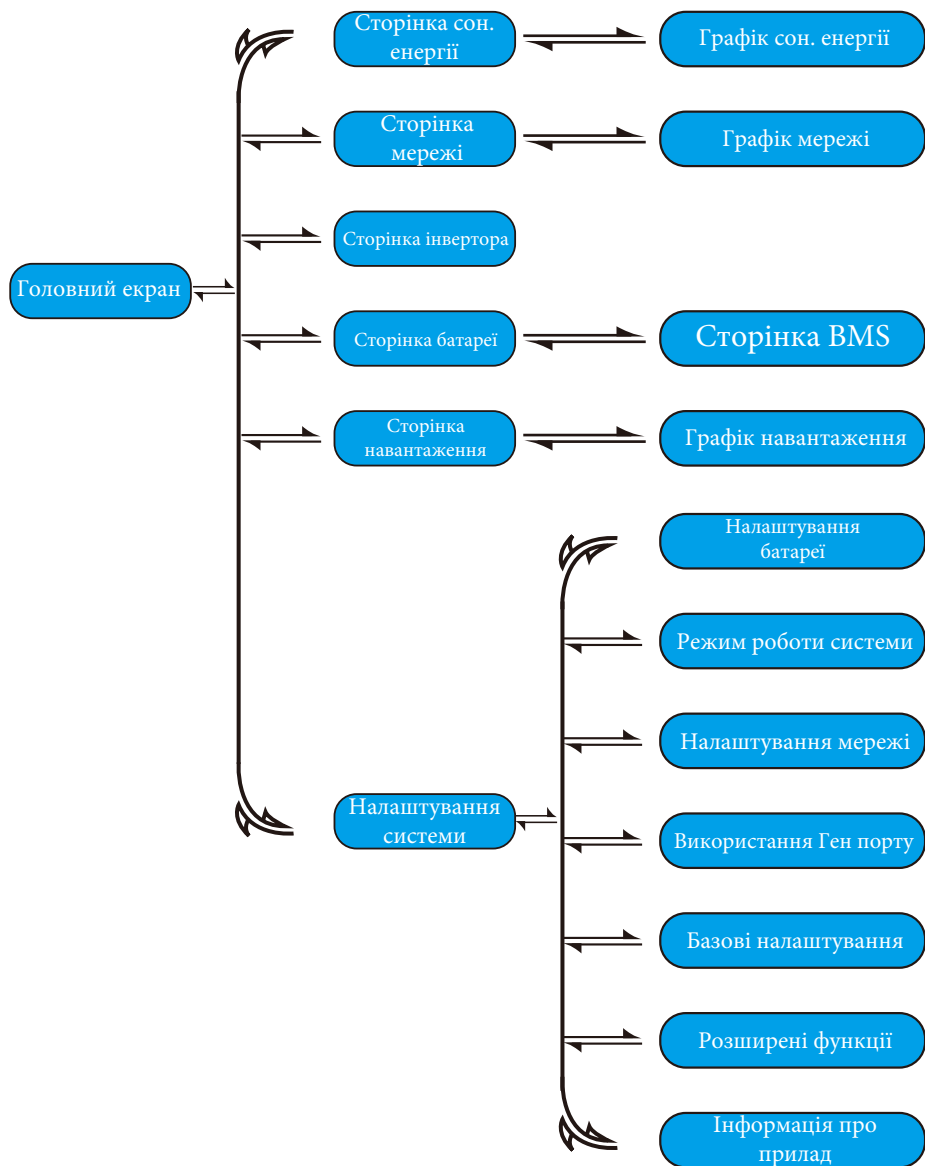 Сторінка сон.
енергії
Графік сон. енергії
Сторінка
мережі
Графік мережі
Сторінка інвертора
Головний екран
Сторінка батареї
Сторінка BMS
Сторінка
навантаження
Графік навантаження
Налаштування
батареї
Режим роботи системи
Налаштування мережі
Налаштування
системи
Використання Ген порту
Базові налаштування
Розширені функції
Інформація про
прилад